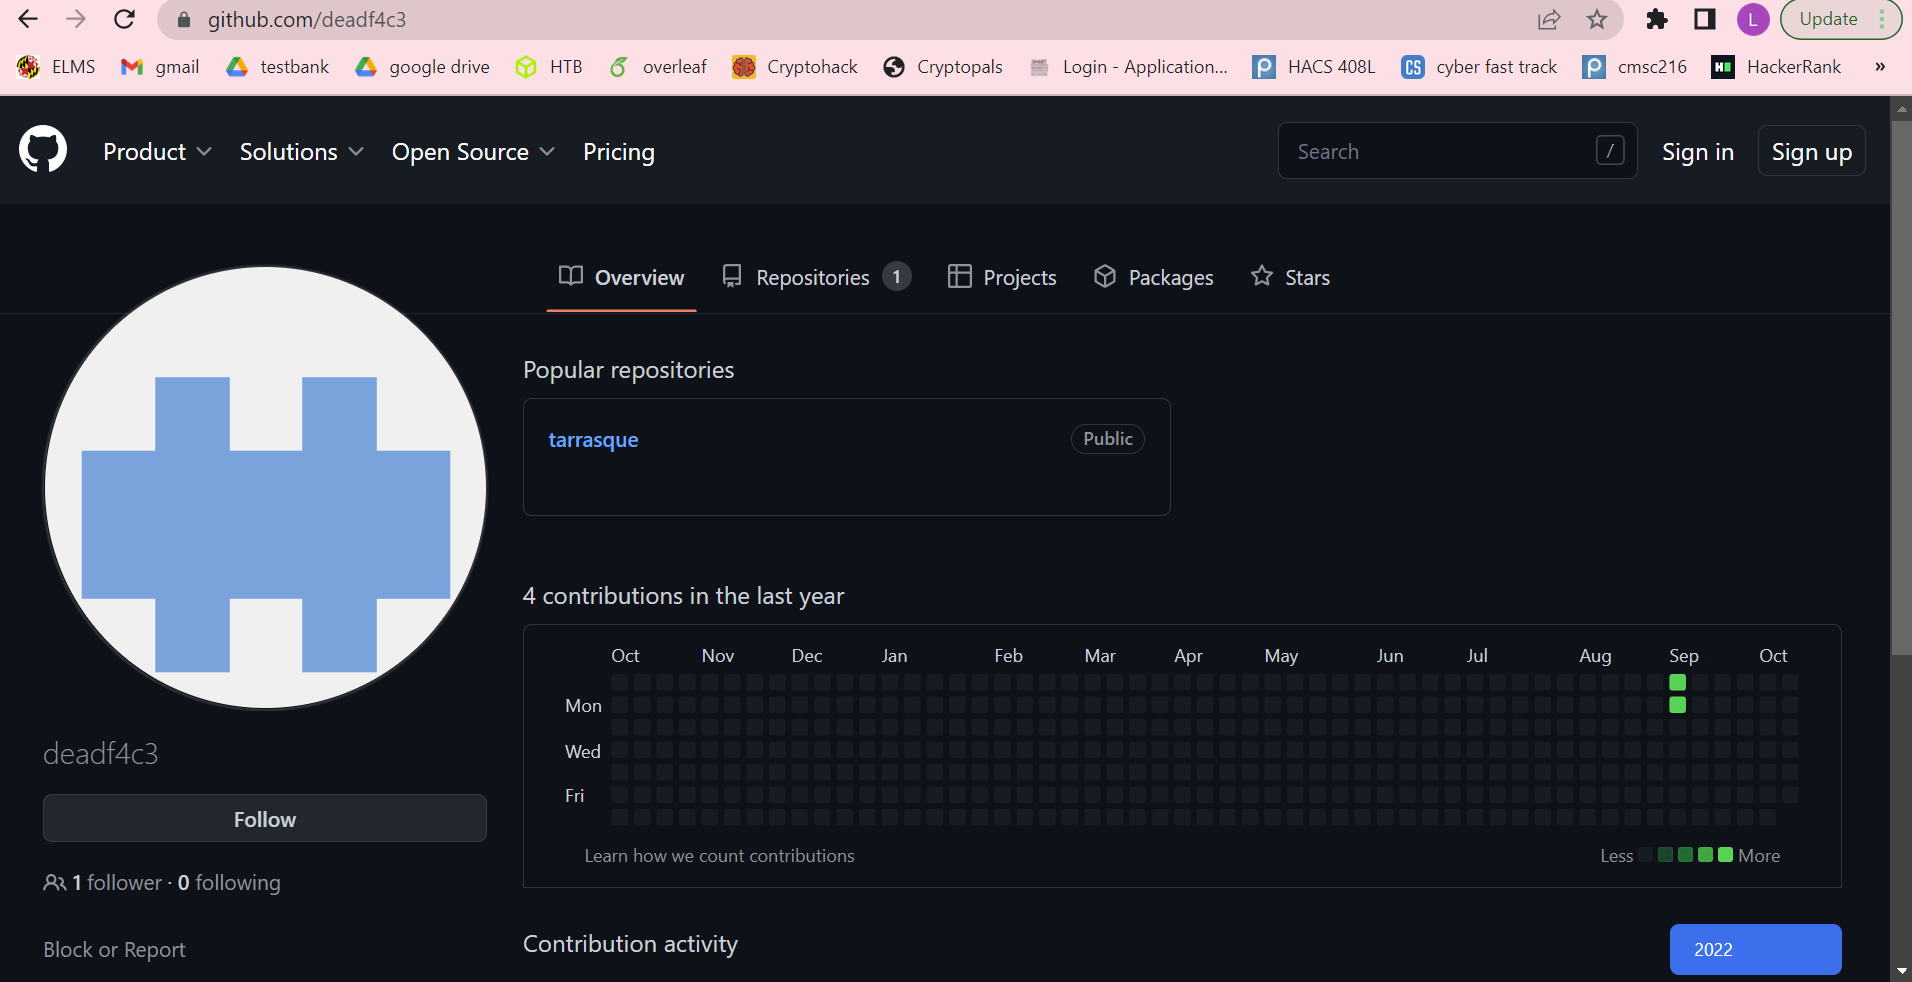 github.com/deadf4c3
L
Update
ELMS gmail testbank google drive HTB overleaf Cryptohack Cryptopals Login - Application... HACS 408L CS cyber fast track cmsc216 HackerRank »
Product Solutions Open Source Pricing Search / Sign in Sign up
Overview Repositories 1 Projects Packages Stars
Popular repositories
tarrasque Public
4 contributions in the last year
Oct Nov Dec Jan Feb Mar Apr May Jun Jul Aug Sep Oct
Mon
Wed
Fri
Learn how we count contributions Less More
deadf4c3
Follow
1 follower · 0 following
Block or Report
Contribution activity
2022